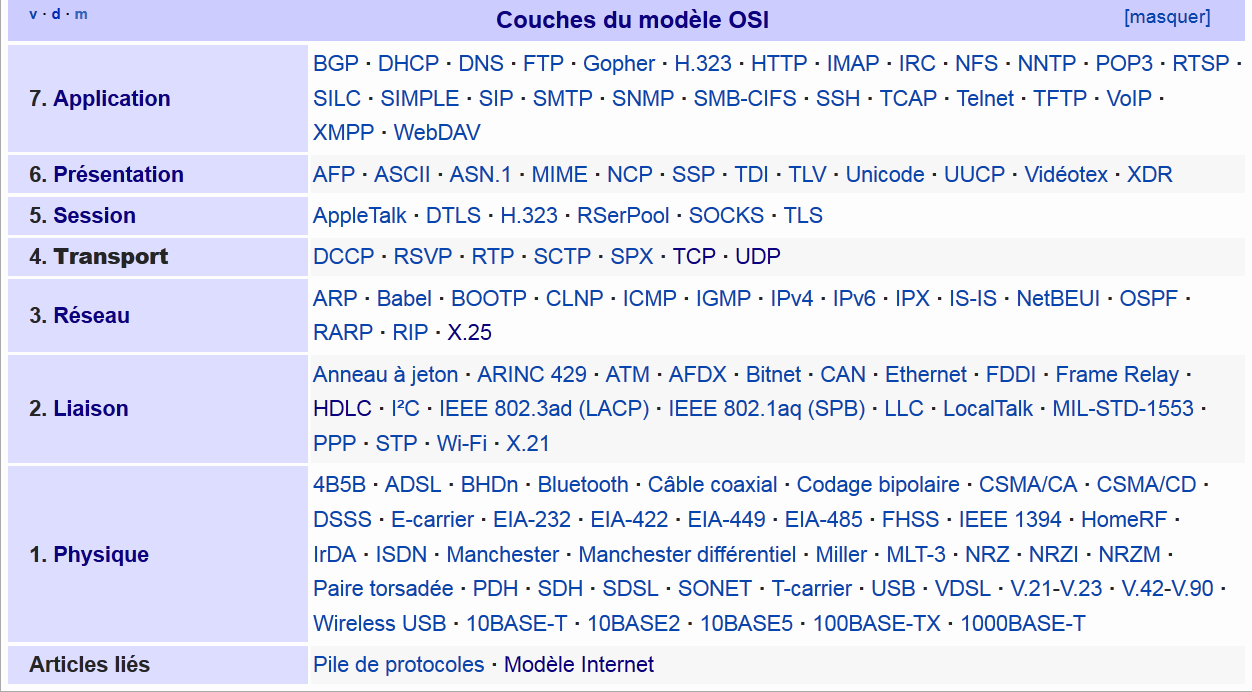 v · d · m Couches du modèle OSI [masquer]
7. Application
BGP · DHCP · DNS · FTP · Gopher · H.323 · HTTP · IMAP · IRC · NFS · NNTP · POP3 · RTSP ·
SILC · SIMPLE · SIP · SMTP · SNMP · SMB-CIFS · SSH · TCAP · Telnet · TFTP · VoIP ·
XMPP · WebDAV
6. Présentation
AFP · ASCII · ASN.1 · MIME · NCP · SSP · TDI · TLV · Unicode · UUCP · Vidéotex · XDR
5. Session
AppleTalk · DTLS · H.323 · RSerPool · SOCKS · TLS
4. Transport
DCCP · RSVP · RTP · SCTP · SPX · TCP · UDP
3. Réseau
ARP · Babel · BOOTP · CLNP · ICMP · IGMP · IPv4 · IPv6 · IPX · IS-IS · NetBEUI · OSPF ·
RARP · RIP · X.25
2. Liaison
Anneau à jeton · ARINC 429 · ATM · AFDX · Bitnet · CAN · Ethernet · FDDI · Frame Relay ·
HDLC · I²C · IEEE 802.3ad (LACP) · IEEE 802.1aq (SPB) · LLC · LocalTalk · MIL-STD-1553 ·
PPP · STP · Wi-Fi · X.21
1. Physique
4B5B · ADSL · BHDn · Bluetooth · Câble coaxial · Codage bipolaire · CSMA/CA · CSMA/CD ·
DSSS · E-carrier · EIA-232 · EIA-422 · EIA-449 · EIA-485 · FHSS · IEEE 1394 · HomeRF ·
IrDA · ISDN · Manchester · Manchester différentiel · Miller · MLT-3 · NRZ · NRZI · NRZM ·
Paire torsadée · PDH · SDH · SDSL · SONET · T-carrier · USB · VDSL · V.21-V.23 · V.42-V.90 ·
Wireless USB · 10BASE-T · 10BASE2 · 10BASE5 · 100BASE-TX · 1000BASE-T
Articles liés
Pile de protocoles · Modèle Internet